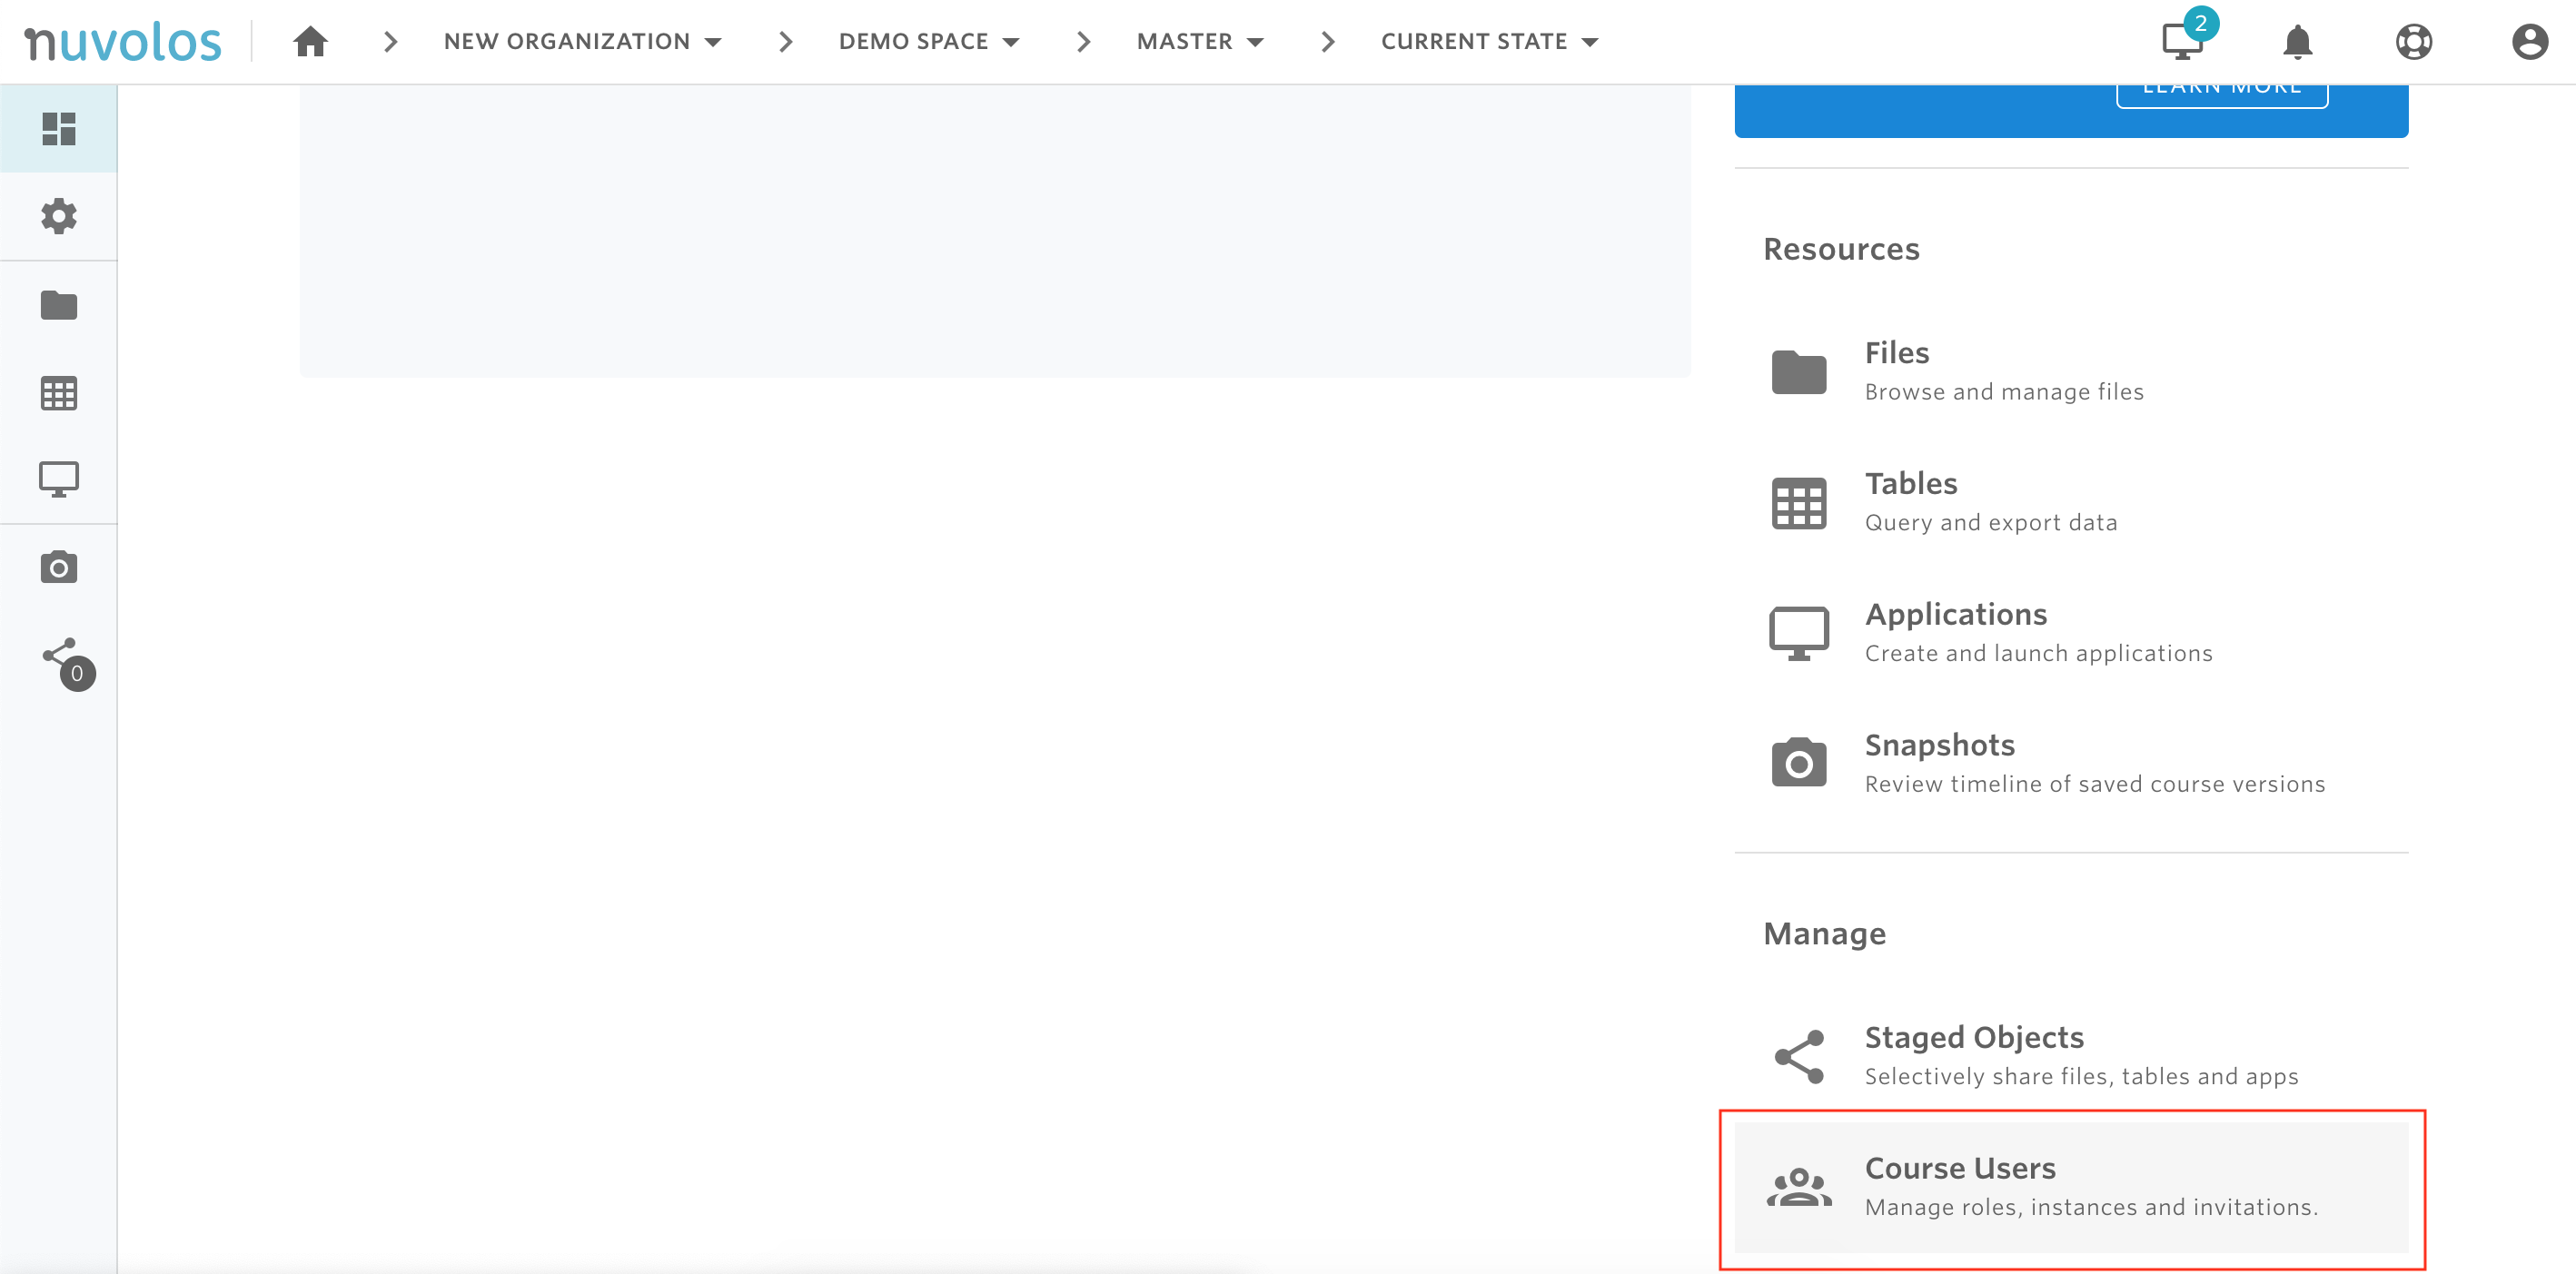 nuvolos
NEW ORGANIZATION
DEMO SPACE
MASTER
CURRENT STATE
2
LEARN MORE
Resources
Files
Browse and manage files
Tables
Query and export data
Applications
Create and launch applications
0
Snapshots
Review timeline of saved course versions
Manage
Staged Objects
Selectively share files, tables and apps
Course Users
Manage roles, instances and invitations.